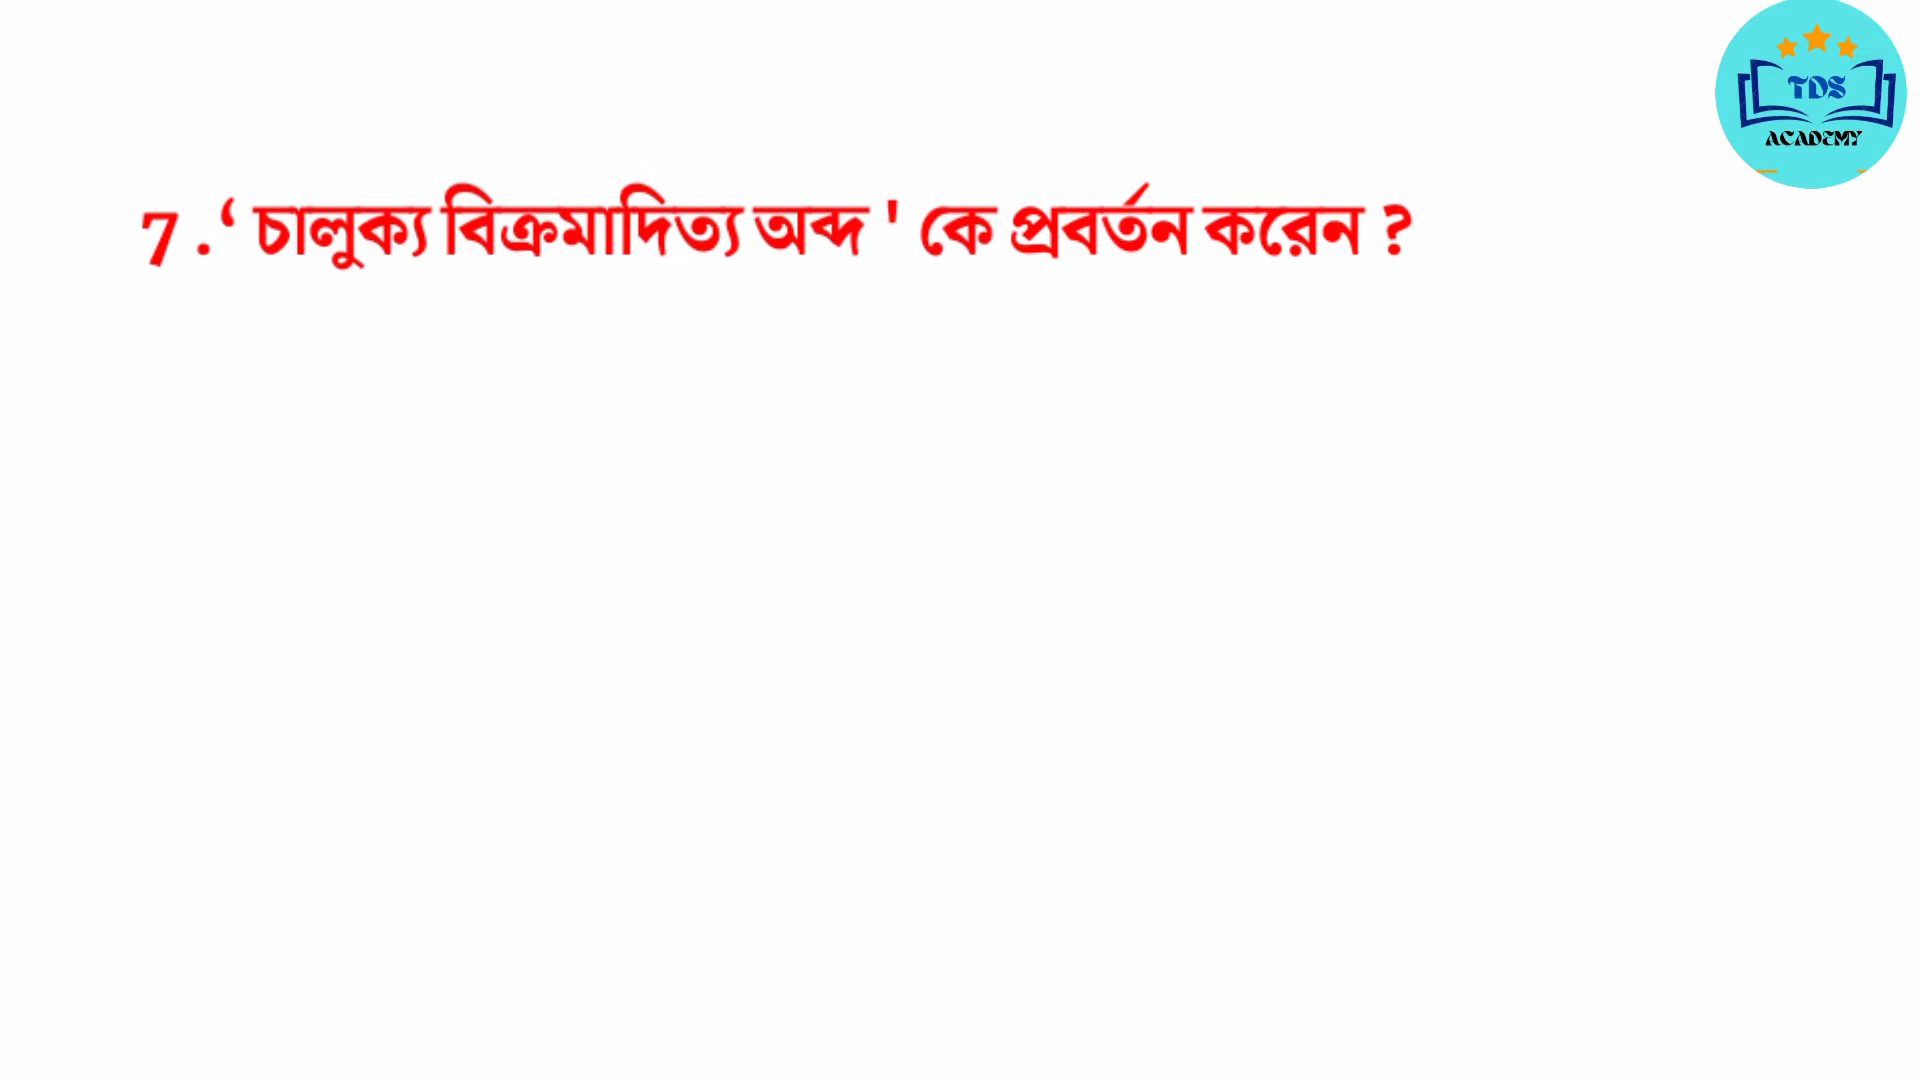 TDS
ACADEMY
7 .‘ চালুক্য বিক্রমাদিত্য অব্দ ' কে প্রবর্তন করেন ?